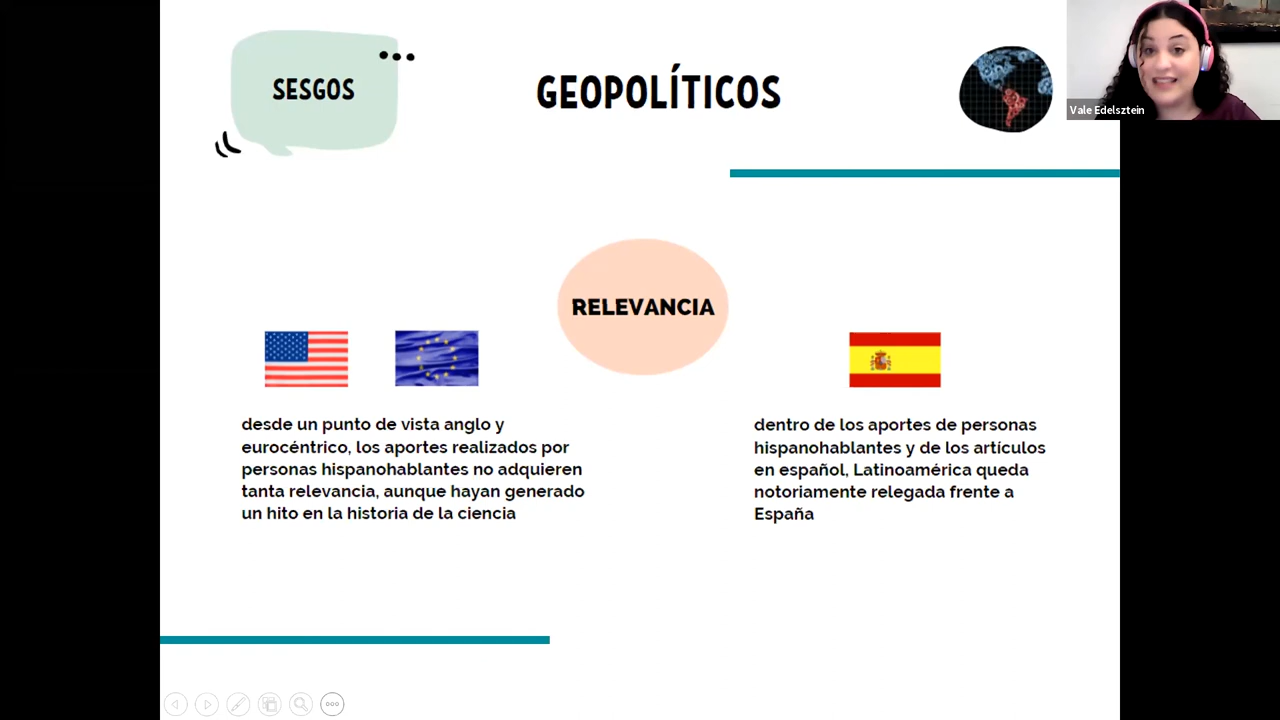 SESGOS
GEOPOLÍTICOS
Vale Edelsztein
RELEVANCIA
desde un punto de vista anglo y
eurocéntrico, los aportes realizados por
personas hispanohablantes no adquieren
tanta relevancia, aunque hayan generado
un hito en la historia de la ciencia
dentro de los aportes de personas
hispanohablantes y de los artículos
en español, Latinoamérica queda
notoriamente relegada frente a
España